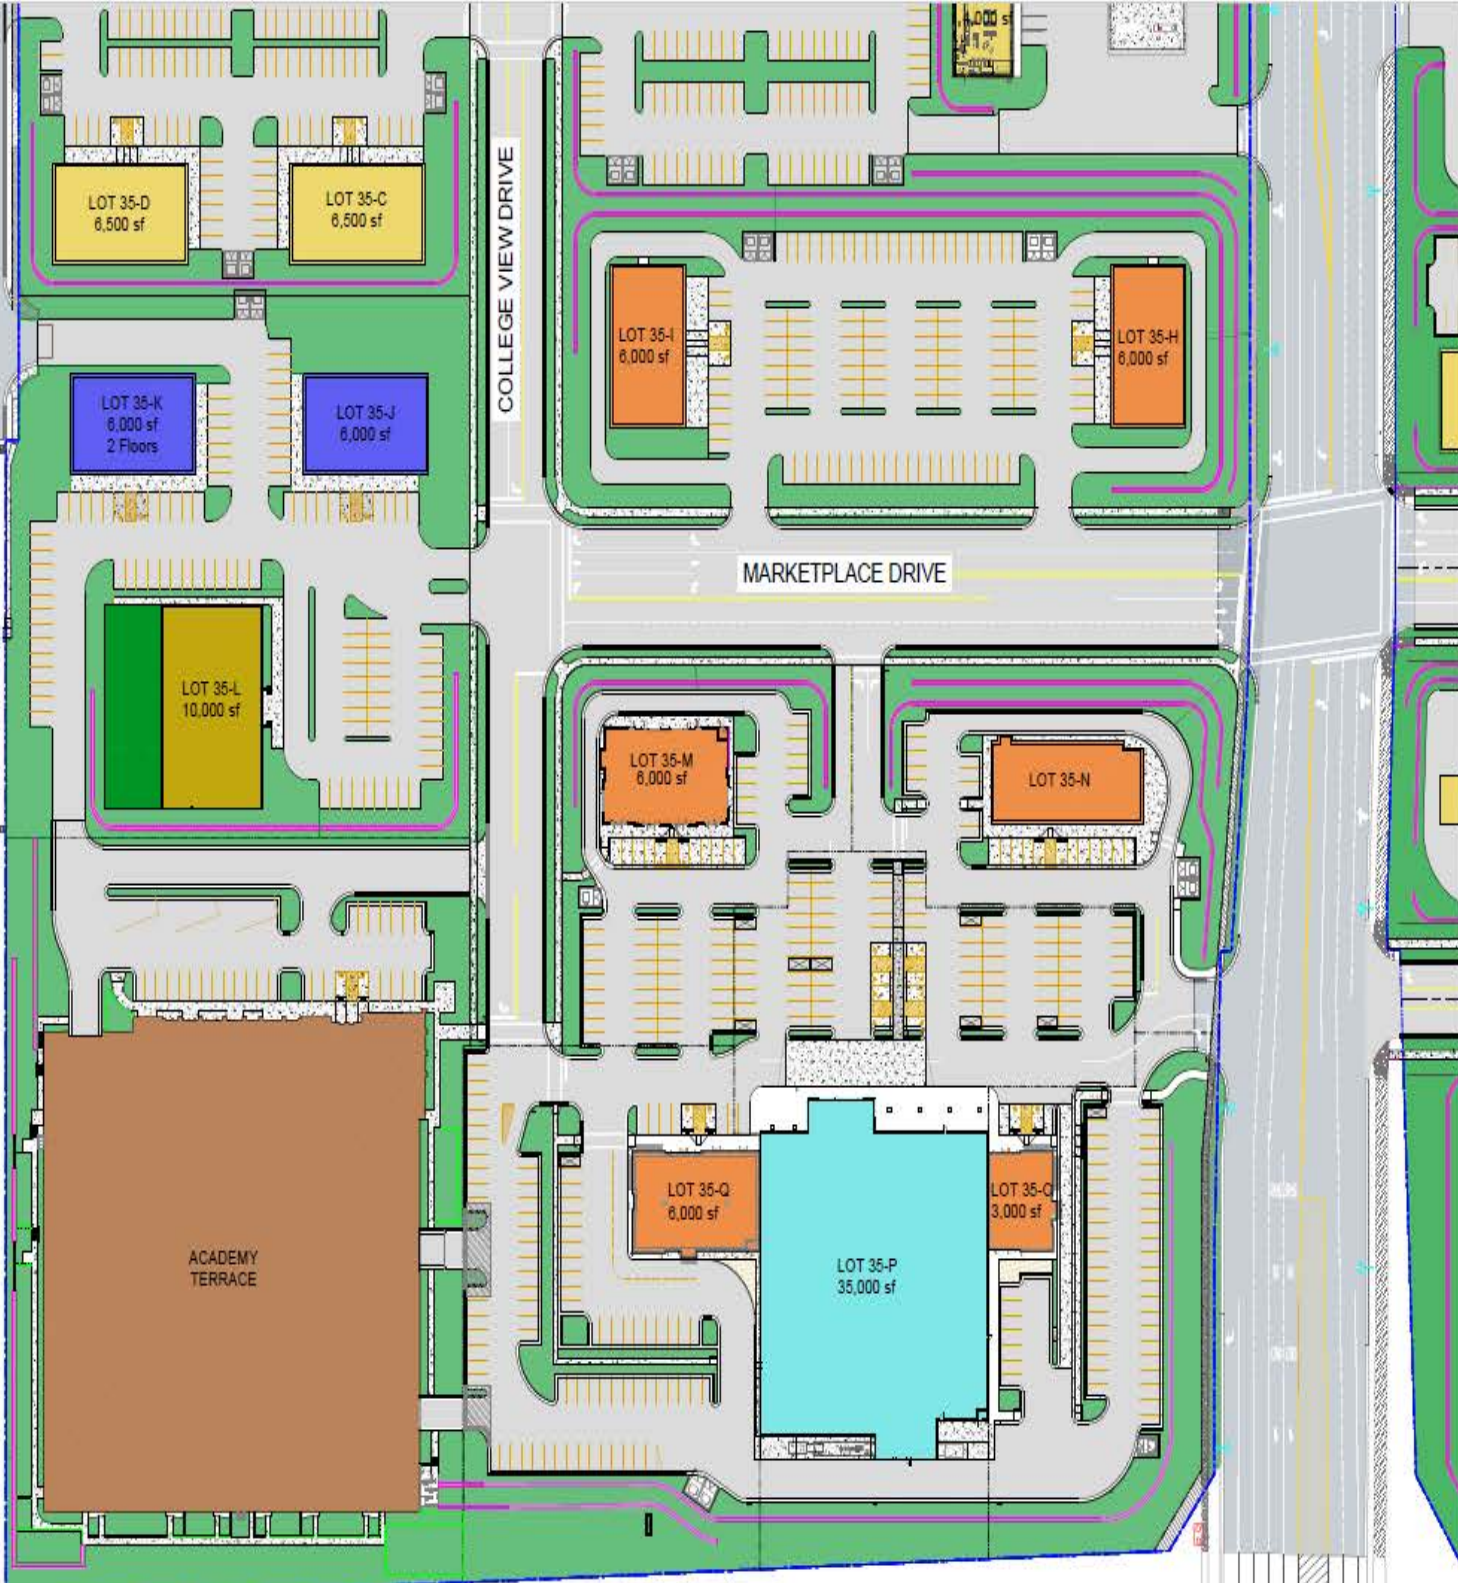 LOT 35-D
6,500 sf
LOT 35-C
6,500 sf
COLLEGE VIEW DRIVE
LOT 35-I
6,000 sf
LOT 35-H
6,000 sf
LOT 35-K
6,000 sf
2 Floors
LOT 35-J
6,000 sf
MARKETPLACE DRIVE
LOT 35-L
10,000 sf
LOT 35-M
6,000 sf
LOT 35-N
LOT 35-Q
6,000 sf
LOT 35-O
3,000 sf
ACADEMY
TERRACE
LOT 35-P
35,000 sf